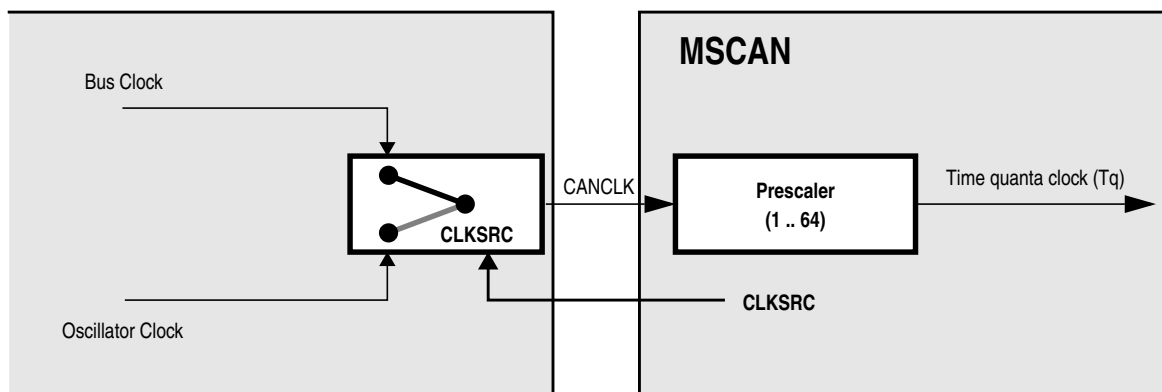 MSCAN
Bus Clock
CANCLK
Prescaler
(1 .. 64)
Time quanta clock (Tq)
CLKSRC
CLKSRC
Oscillator Clock